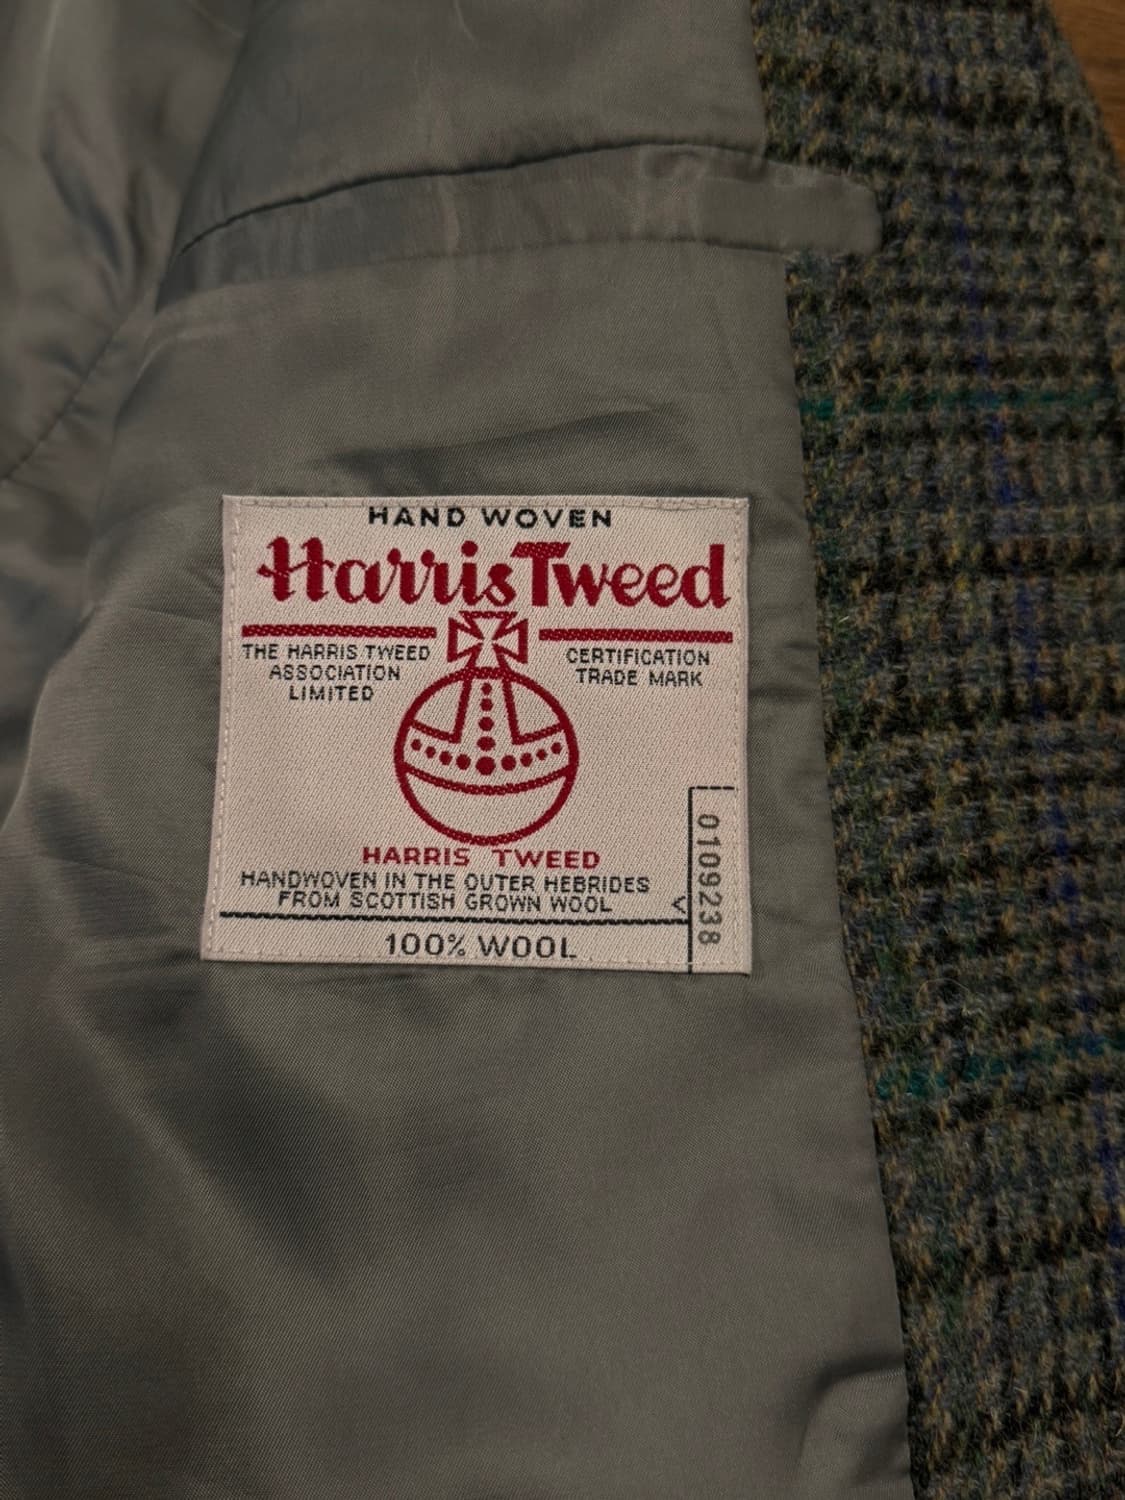 HAND WOVEN
Harris Tweed
THE HARRIS TWEED
ASSOCIATION
LIMITED
CERTIFICATION
TRADE MARK
HARRIS TWEED
HANDWOVEN IN THE OUTER HEBRIDES
FROM SCOTTISH GROWN WOOL
100% WOOL
0109238